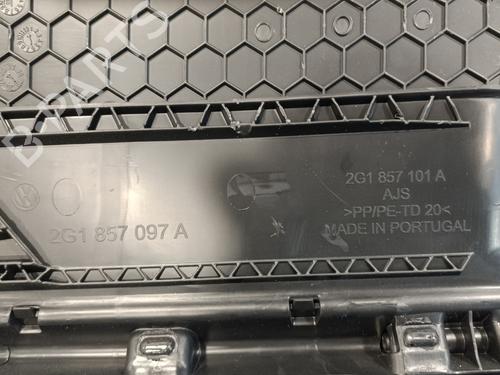 B-PARTS
2G1 857 101 A
AJS
>PP/PE-TD 20<
MADE IN PORTUGAL
2G1 857 097 A